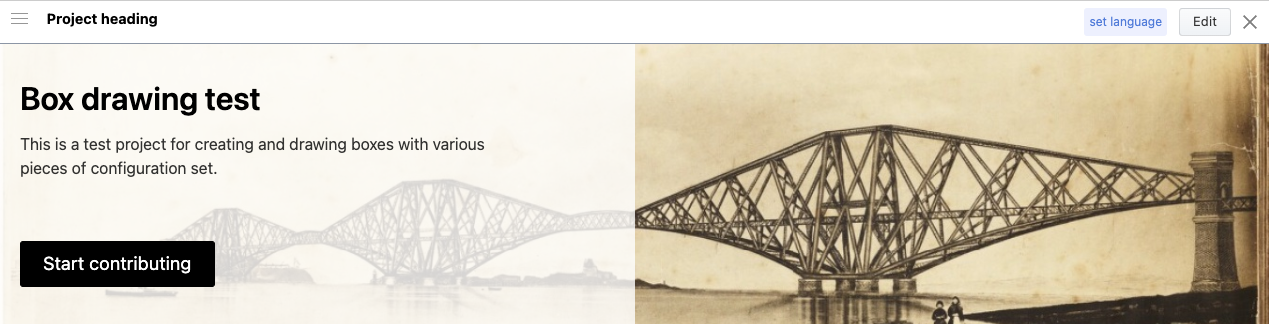 Project heading
set language
Edit
Box drawing test
This is a test project for creating and drawing boxes with various
pieces of configuration set.
Start contributing